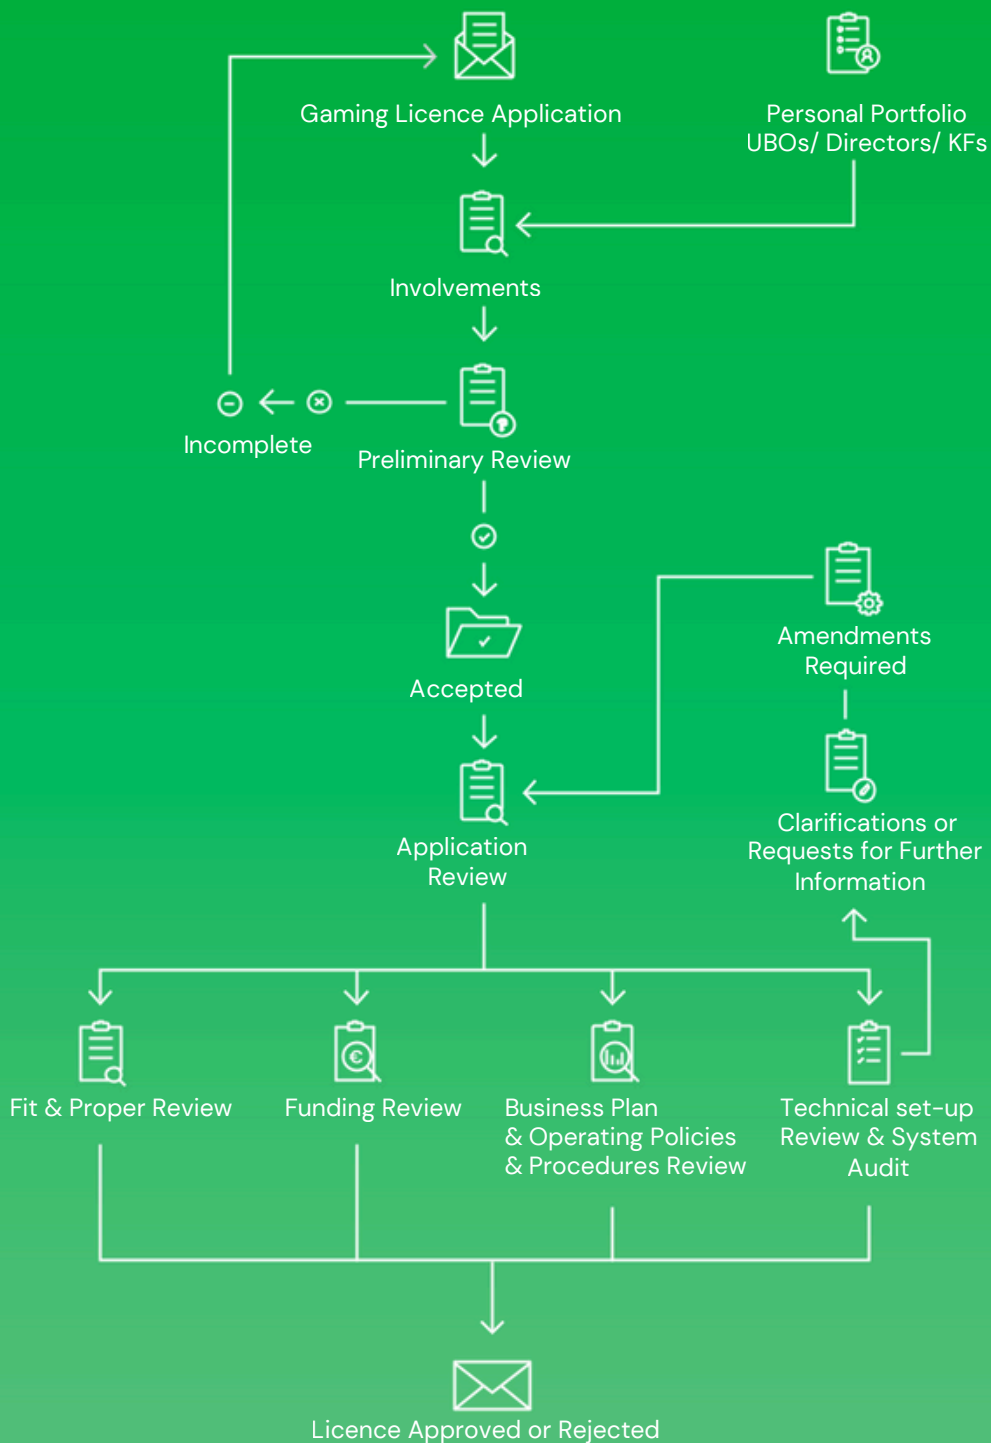 Gaming Licence Application
Personal Portfolio
UBOs/ Directors/ KFs
Involvements
Incomplete
Preliminary Review
Accepted
Amendments
Required
Application
Review
Clarifications or
Requests for Further
Information
Fit & Proper Review
Funding Review
Business Plan
& Operating Policies
& Procedures Review
Technical set-up
Review & System
Audit
Licence Approved or Rejected